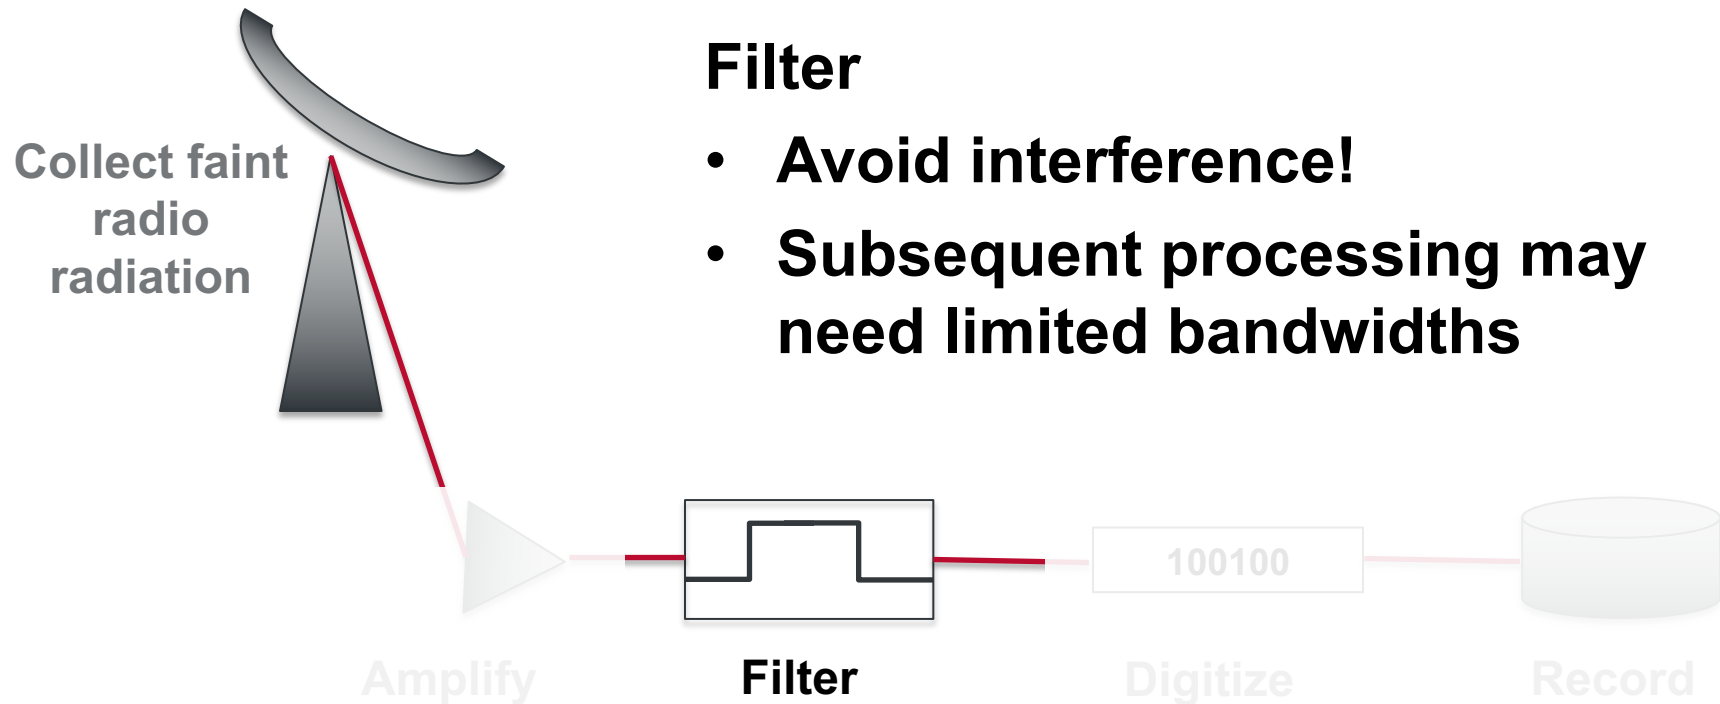 Filter
• Avoid interference!
• Subsequent processing may
need limited bandwidths
Collect faint
radio
radiation
100100
Amplify
Filter
Digitize
Record